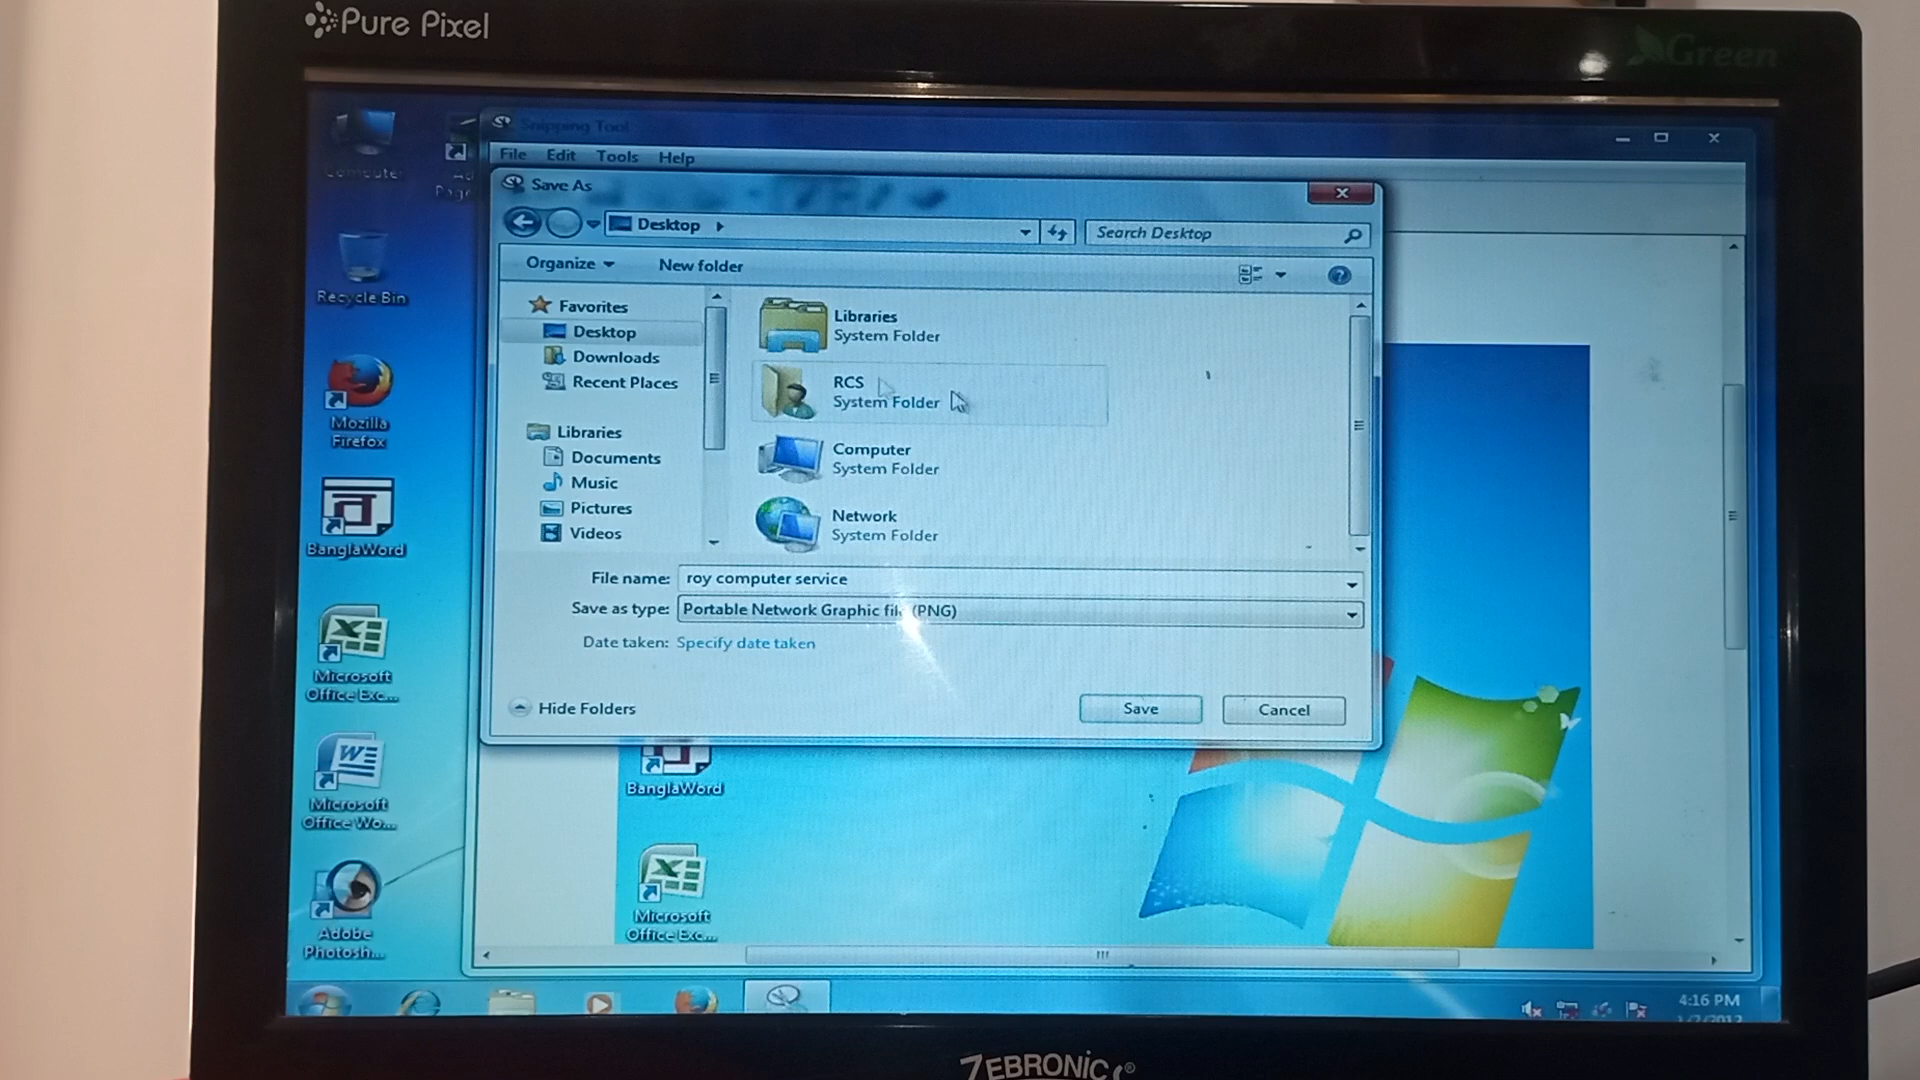 Pure Pixel
Green
Computer
Snipping Tool
File Edit Tools Help
Save As
Desktop
Search Desktop
Organize New folder
Favorites
Desktop
Downloads
Recent Places
Libraries
Documents
Music
Pictures
Videos
Libraries
System Folder
RCS
System Folder
Computer
System Folder
Network
System Folder
File name: roy computer service
Save as type: Portable Network Graphic file (PNG)
Date taken: Specify date taken
Hide Folders
Save
Cancel
Recycle Bin
Mozilla
Firefox
BanglaWord
Microsoft
Office Exc...
Microsoft
Office Wo...
Adobe
Photosh...
BanglaWord
Microsoft
Office Exc...
4:16 PM
ZEBRONICS®